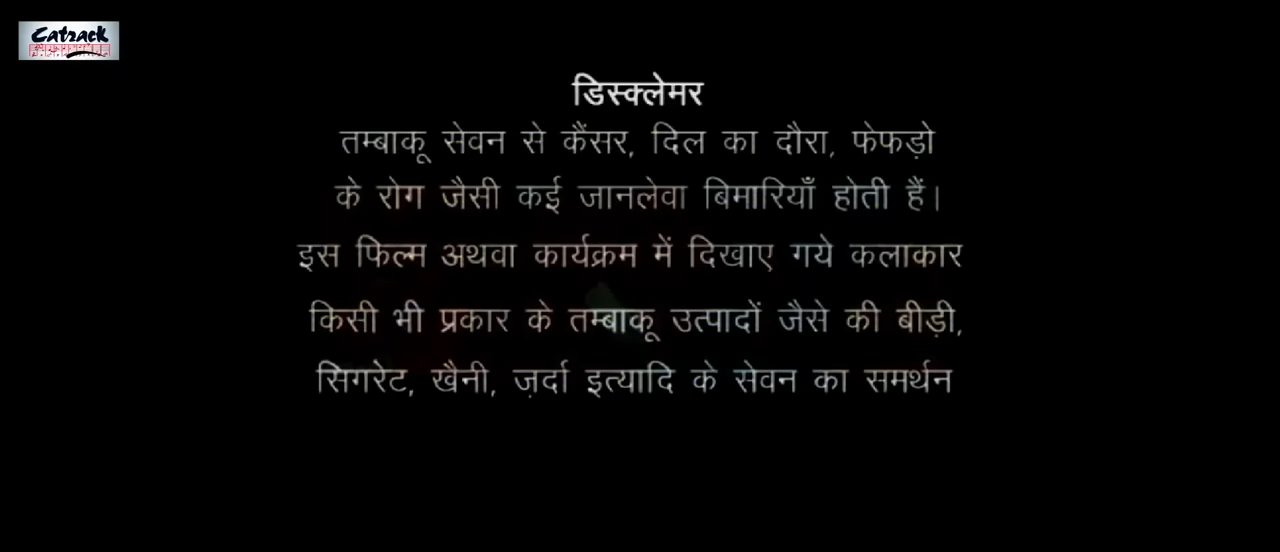 Catrack
डिस्क्लेमर
तम्बाकू सेवन से कैंसर, दिल का दौरा, फेफड़ो
के रोग जैसी कई जानलेवा बिमारियाँ होती हैं।
इस फिल्म अथवा कार्यक्रम में दिखाए गये कलाकार
किसी भी प्रकार के तम्बाकू उत्पादों जैसे की बीड़ी,
सिगरेट, खैनी, ज़र्दा इत्यादि के सेवन का समर्थन